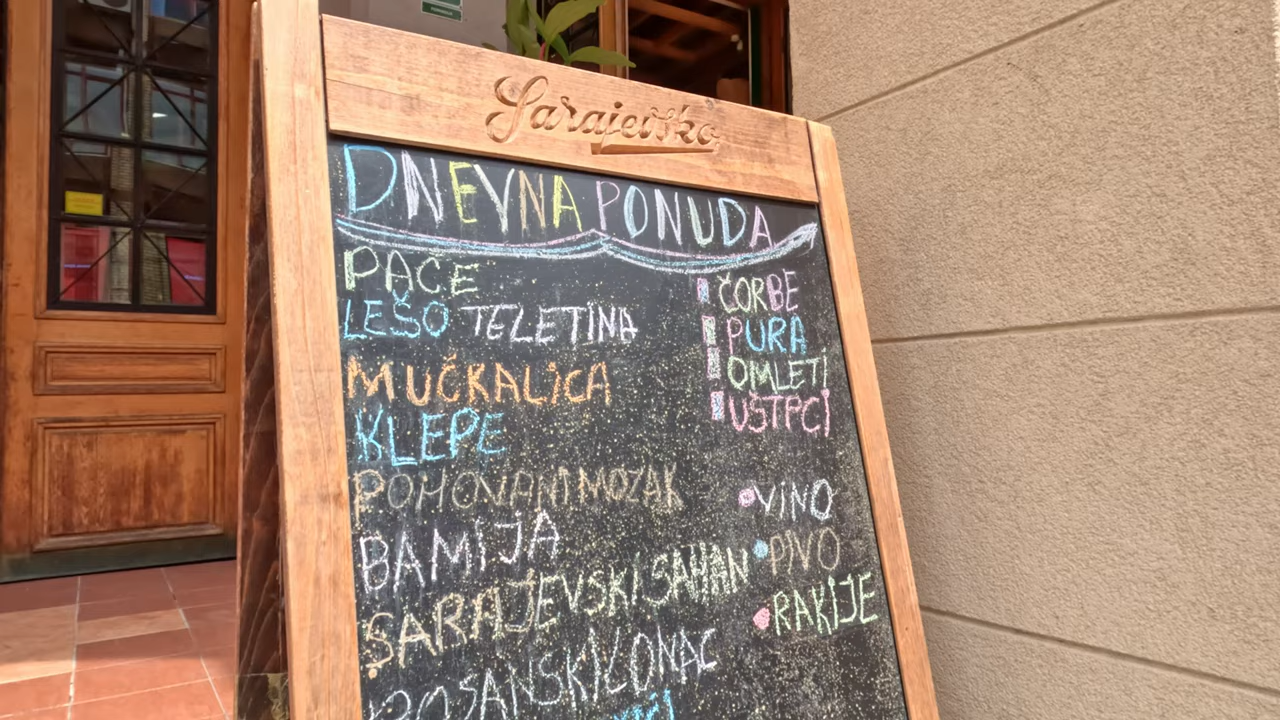 Sarajevsko
DNEVNA PONUDA
PAČE
LEŠO TELETINA
MUČKALICA
KLEPE
POHOVANI MOZAK
BAMIJA
SARAJEVSKI SAHAN
BOSANSKI LONAC
ČORBE
PURA
OMLETI
UŠTPCI
VINO
PIVO
RAKIJE